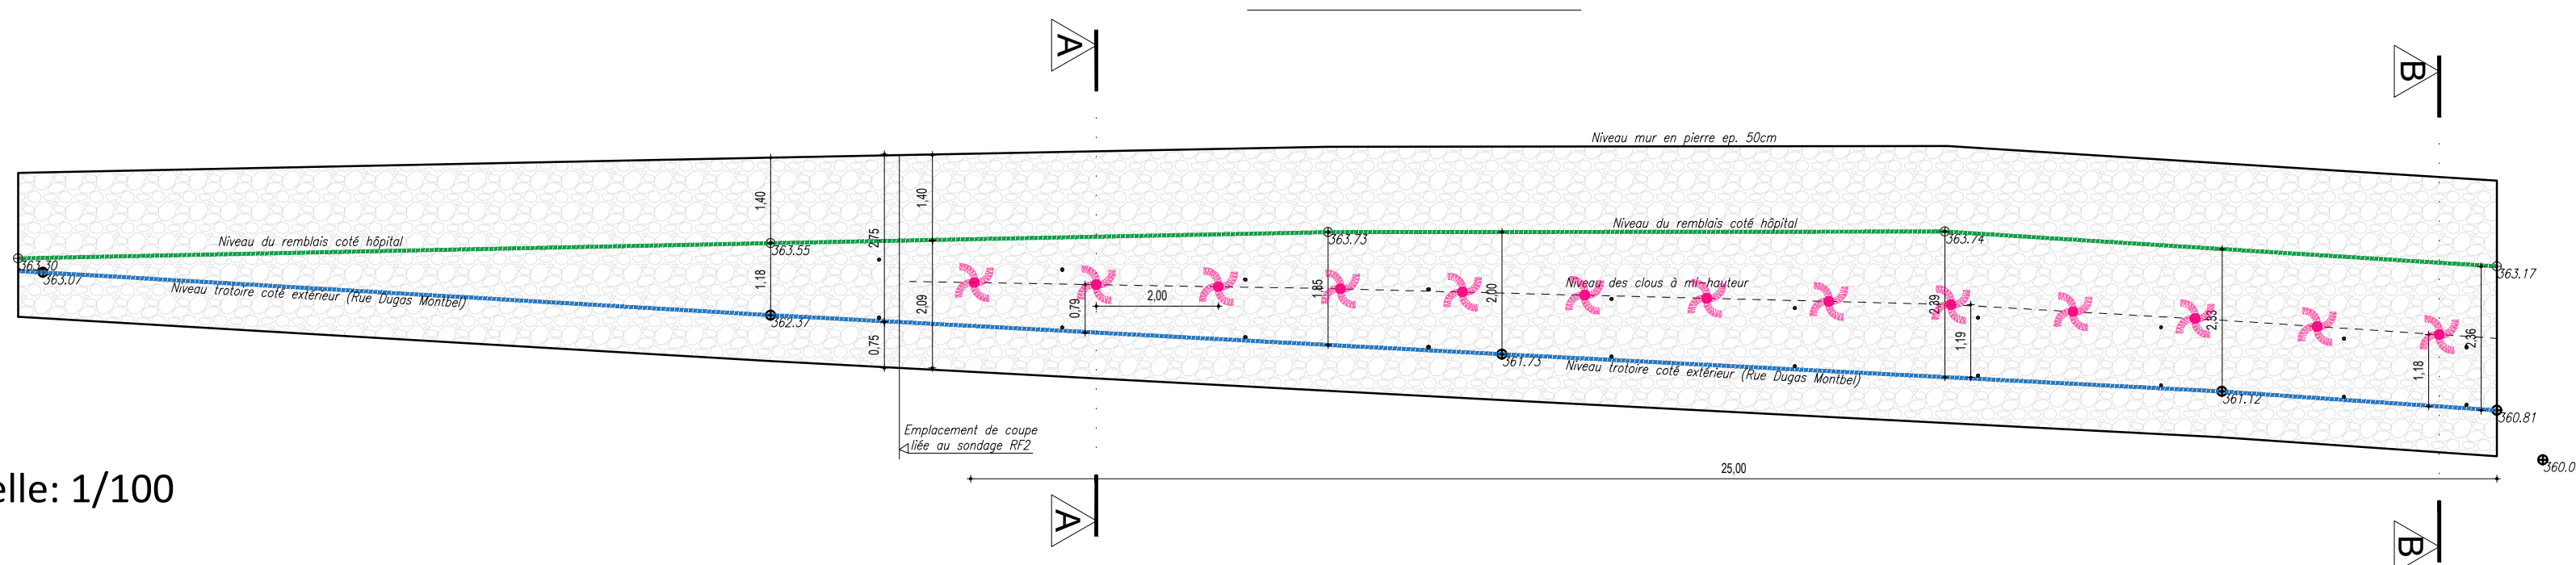 A
B
Niveau mur en pierre ep. 50cm
1,40
1,40
2,75
Niveau du remblais coté hôpital
Niveau du remblais coté hôpital
363.30
363.07
363.55
363.73
363.74
363.17
Niveau trotoire coté extérieur (Rue Dugas Montbel)
1,18
2,09
0,75
0,79
2,00
1,85
2,00
Niveau des clous à mi-hauteur
2,39
1,19
2,33
1,18
2,36
362.37
361.73
Niveau trotoire coté extérieur (Rue Dugas Montbel)
361.12
360.81
Emplacement de coupe
liée au sondage RF2
25,00
360.0
elle: 1/100
A
B